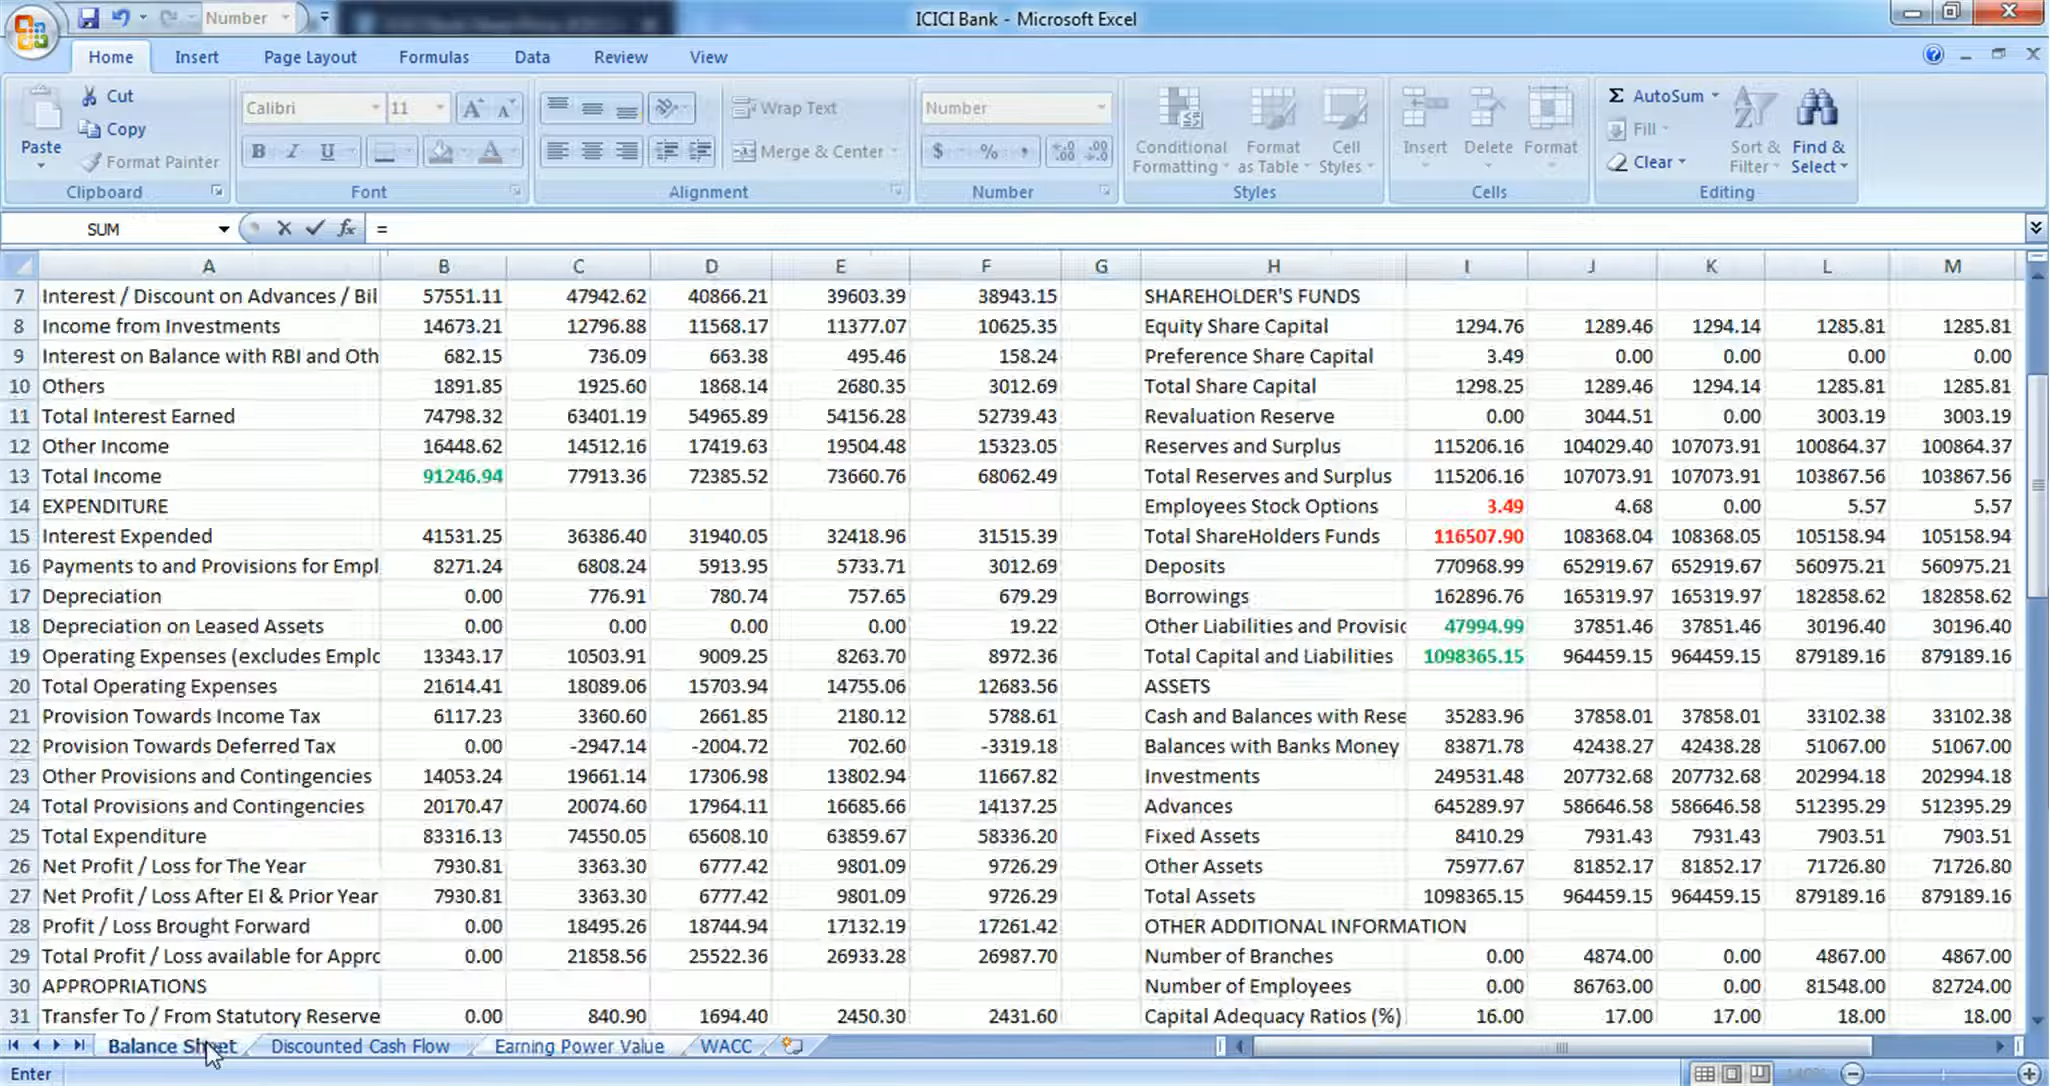 Number
ICICI Bank - Microsoft Excel
Home Insert Page Layout Formulas Data Review View
Paste
Cut
Copy
Format Painter
Clipboard
Calibri 11
B I U A
Font
Wrap Text
Merge & Center
Alignment
Number
$ % ,
Number
Conditional Formatting
Format as Table
Cell Styles
Styles
Insert Delete Format
Cells
Σ AutoSum
Fill
Clear
Sort & Filter
Find & Select
Editing
SUM fx =
A B C D E F G H I J K L M
7 Interest / Discount on Advances / Bil 57551.11 47942.62 40866.21 39603.39 38943.15 SHAREHOLDER'S FUNDS
8 Income from Investments 14673.21 12796.88 11568.17 11377.07 10625.35 Equity Share Capital 1294.76 1289.46 1294.14 1285.81 1285.81
9 Interest on Balance with RBI and Oth 682.15 736.09 663.38 495.46 158.24 Preference Share Capital 3.49 0.00 0.00 0.00 0.00
10 Others 1891.85 1925.60 1868.14 2680.35 3012.69 Total Share Capital 1298.25 1289.46 1294.14 1285.81 1285.81
11 Total Interest Earned 74798.32 63401.19 54965.89 54156.28 52739.43 Revaluation Reserve 0.00 3044.51 0.00 3003.19 3003.19
12 Other Income 16448.62 14512.16 17419.63 19504.48 15323.05 Reserves and Surplus 115206.16 104029.40 107073.91 100864.37 100864.37
13 Total Income 91246.94 77913.36 72385.52 73660.76 68062.49 Total Reserves and Surplus 115206.16 107073.91 107073.91 103867.56 103867.56
14 EXPENDITURE Employees Stock Options 3.49 4.68 0.00 5.57 5.57
15 Interest Expended 41531.25 36386.40 31940.05 32418.96 31515.39 Total ShareHolders Funds 116507.90 108368.04 108368.05 105158.94 105158.94
16 Payments to and Provisions for Empl 8271.24 6808.24 5913.95 5733.71 3012.69 Deposits 770968.99 652919.67 652919.67 560975.21 560975.21
17 Depreciation 0.00 776.91 780.74 757.65 679.29 Borrowings 162896.76 165319.97 165319.97 182858.62 182858.62
18 Depreciation on Leased Assets 0.00 0.00 0.00 0.00 19.22 Other Liabilities and Provisic 47994.99 37851.46 37851.46 30196.40 30196.40
19 Operating Expenses (excludes Emplc 13343.17 10503.91 9009.25 8263.70 8972.36 Total Capital and Liabilities 1098365.15 964459.15 964459.15 879189.16 879189.16
20 Total Operating Expenses 21614.41 18089.06 15703.94 14755.06 12683.56 ASSETS
21 Provision Towards Income Tax 6117.23 3360.60 2661.85 2180.12 5788.61 Cash and Balances with Rese 35283.96 37858.01 37858.01 33102.38 33102.38
22 Provision Towards Deferred Tax 0.00 -2947.14 -2004.72 702.60 -3319.18 Balances with Banks Money 83871.78 42438.27 42438.28 51067.00 51067.00
23 Other Provisions and Contingencies 14053.24 19661.14 17306.98 13802.94 11667.82 Investments 249531.48 207732.68 207732.68 202994.18 202994.18
24 Total Provisions and Contingencies 20170.47 20074.60 17964.11 16685.66 14137.25 Advances 645289.97 586646.58 586646.58 512395.29 512395.29
25 Total Expenditure 83316.13 74550.05 65608.10 63859.67 58336.20 Fixed Assets 8410.29 7931.43 7931.43 7903.51 7903.51
26 Net Profit / Loss for The Year 7930.81 3363.30 6777.42 9801.09 9726.29 Other Assets 75977.67 81852.17 81852.17 71726.80 71726.80
27 Net Profit / Loss After EI & Prior Year 7930.81 3363.30 6777.42 9801.09 9726.29 Total Assets 1098365.15 964459.15 964459.15 879189.16 879189.16
28 Profit / Loss Brought Forward 0.00 18495.26 18744.94 17132.19 17261.42 OTHER ADDITIONAL INFORMATION
29 Total Profit / Loss available for Apprc 0.00 21858.56 25522.36 26933.28 26987.70 Number of Branches 0.00 4874.00 0.00 4867.00 4867.00
30 APPROPRIATIONS Number of Employees 0.00 86763.00 0.00 81548.00 82724.00
31 Transfer To / From Statutory Reserve 0.00 840.90 1694.40 2450.30 2431.60 Capital Adequacy Ratios (%) 16.00 17.00 17.00 18.00 18.00
Balance Sheet Discounted Cash Flow Earning Power Value WACC
Enter